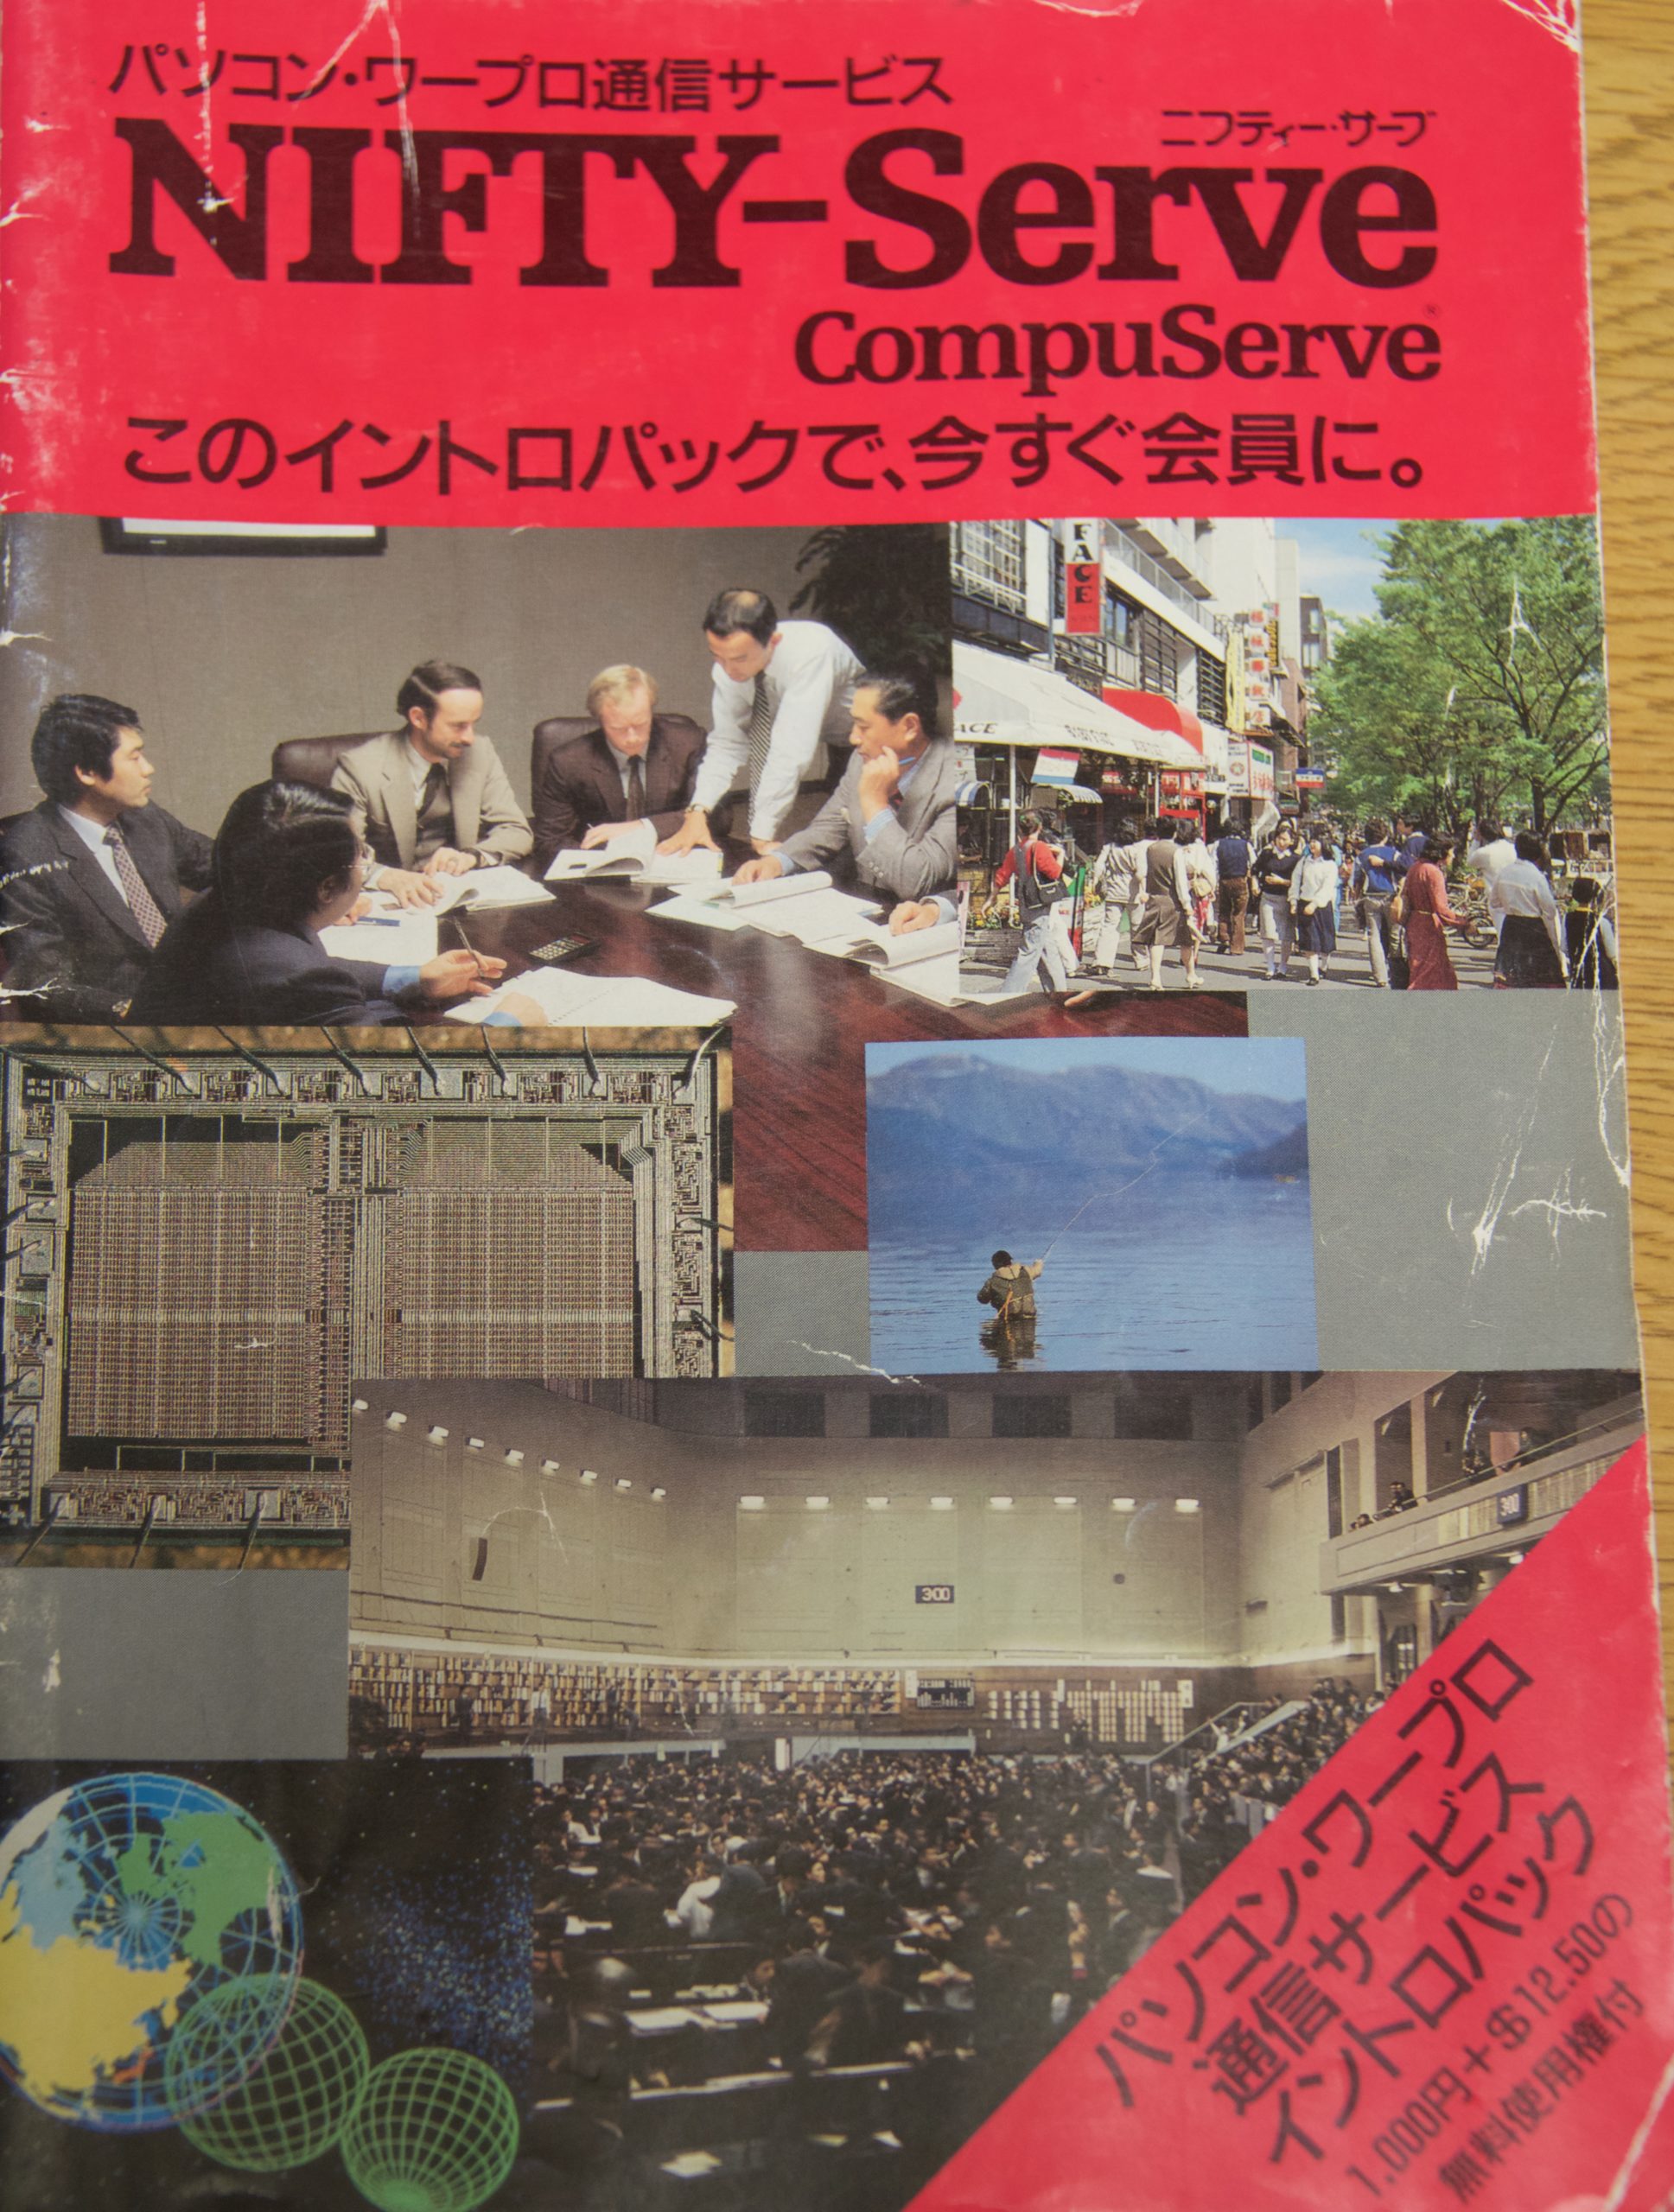 パソコン・ワープロ通信サービス
ニフティー・サーブ
NIFTY-Serve
CompuServe®
このイントロパックで、今すぐ会員に。
FACE
ACE
300
300
パソコン・ワープロ
通信サービス
イントロパック
1,000円+$12.50の
無料使用権付